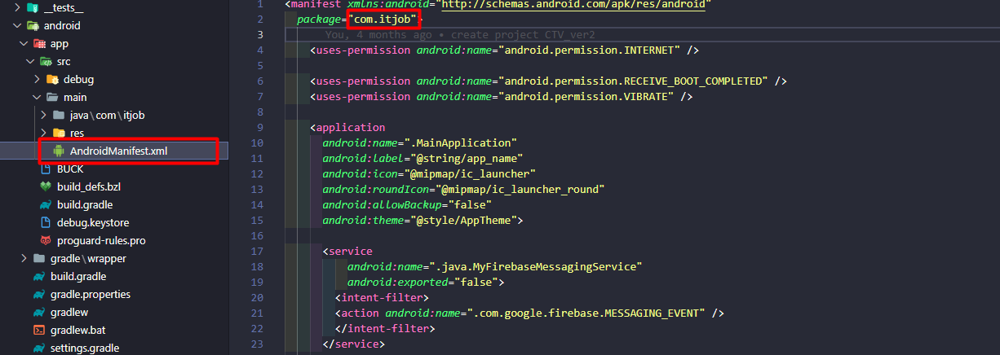 __tests__
android
app
src
debug
main
java\com\itjob
res
AndroidManifest.xml
BUCK
build_defs.bzl
build.gradle
debug.keystore
proguard-rules.pro
gradle\wrapper
build.gradle
gradle.properties
gradlew
gradlew.bat
settings.gradle
1 <manifest xmlns:android="http://schemas.android.com/apk/res/android"
2 package="com.itjob">
3 You, 4 months ago • create project CTV_ver2
4 <uses-permission android:name="android.permission.INTERNET" />
5
6 <uses-permission android:name="android.permission.RECEIVE_BOOT_COMPLETED" />
7 <uses-permission android:name="android.permission.VIBRATE" />
8
9 <application
10 android:name=".MainApplication"
11 android:label="@string/app_name"
12 android:icon="@mipmap/ic_launcher"
13 android:roundIcon="@mipmap/ic_launcher_round"
14 android:allowBackup="false"
15 android:theme="@style/AppTheme">
16
17 <service
18 android:name=".java.MyFirebaseMessagingService"
19 android:exported="false">
20 <intent-filter>
21 <action android:name=".com.google.firebase.MESSAGING_EVENT" />
22 </intent-filter>
23 </service>